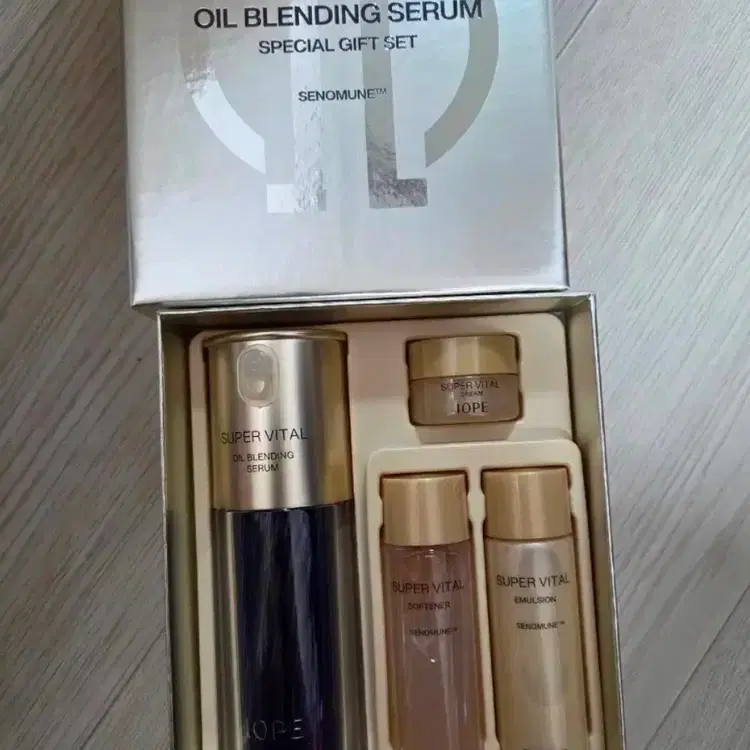 OIL BLENDING SERUM
SPECIAL GIFT SET
SENOMUNE™
SUPER VITAL
OIL BLENDING
SERUM
IOPE
SUPER VITAL
CREAM
IOPE
SUPER VITAL
SOFTENER
SENOMUNE™
SUPER VITAL
EMULSION
SENOMUNE™